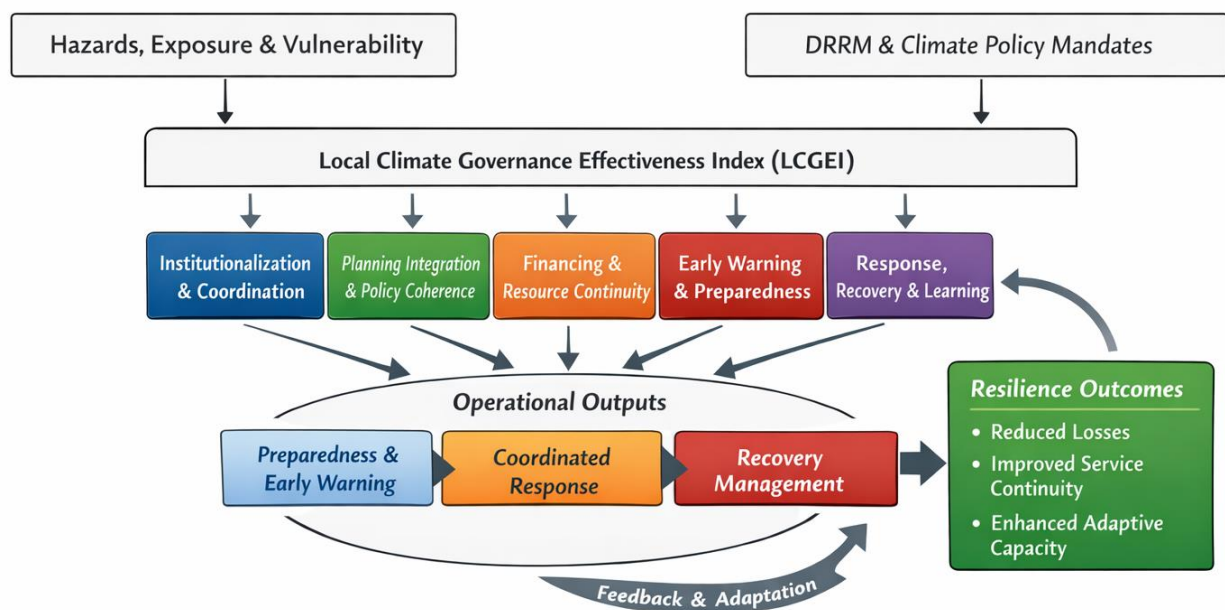 Hazards, Exposure & Vulnerability
DRRM & Climate Policy Mandates
Local Climate Governance Effectiveness Index (LCGEI)
Institutionalization
& Coordination
Planning Integration
& Policy Coherence
Financing &
Resource Continuity
Early Warning
& Preparedness
Response,
Recovery & Learning
Operational Outputs
Preparedness &
Early Warning
Coordinated
Response
Recovery
Management
Resilience Outcomes
• Reduced Losses
• Improved Service
Continuity
• Enhanced Adaptive
Capacity
Feedback & Adaptation